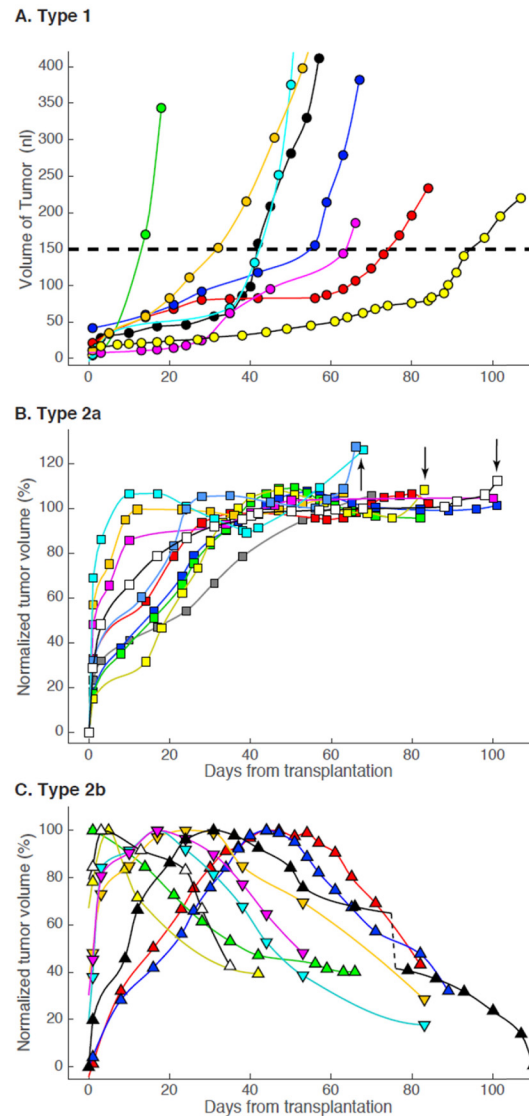 A. Type 1
Volume of Tumor (nl)
400
350
300
250
200
150
100
50
0
0 20 40 60 80 100
B. Type 2a
Normalized tumor volume (%)
120
100
80
60
40
20
0
0 20 40 60 80 100
Days from transplantation
C. Type 2b
Normalized tumor volume (%)
100
80
60
40
20
0
0 20 40 60 80 100
Days from transplantation